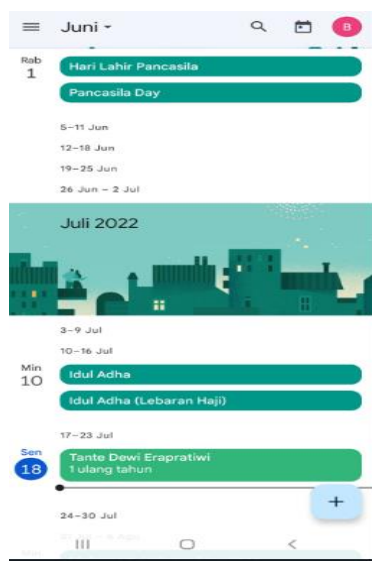 Juni
B
Rab
1
Hari Lahir Pancasila
Pancasila Day
5–11 Jun
12–18 Jun
19–25 Jun
26 Jun – 2 Jul
Juli 2022
3–9 Jul
10–16 Jul
Min
10
Idul Adha
Idul Adha (Lebaran Haji)
17–23 Jul
Sen
18
Tante Dewi Erapratiwi
1 ulang tahun
24–30 Jul